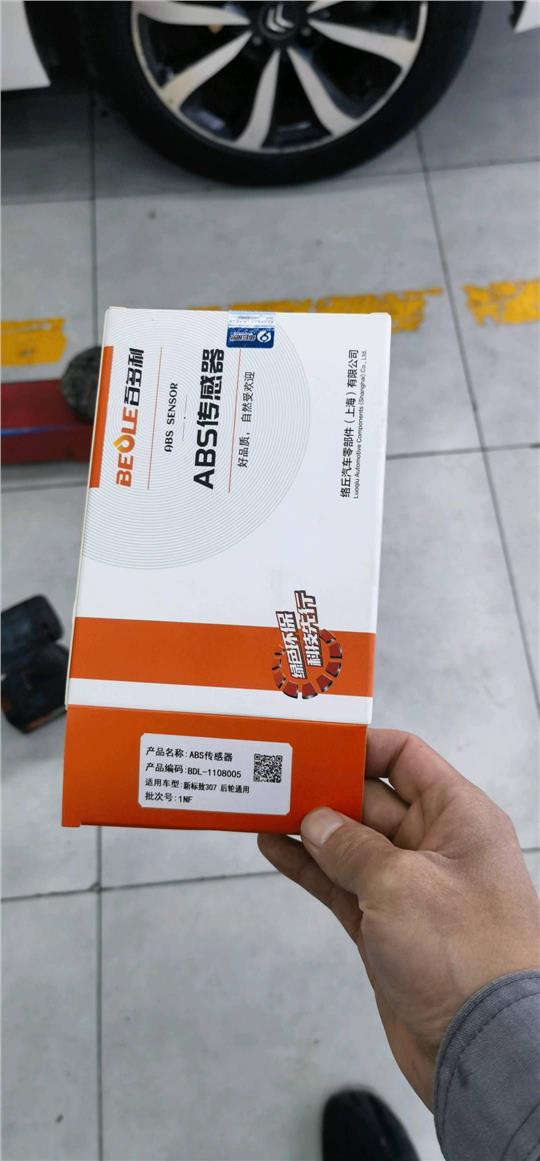 BEOLE百多利
ABS SENSOR
ABS传感器
好品质，自然受欢迎
络丘汽车零部件（上海）有限公司
Luoqiu Automotive Components (Shanghai) Co., Ltd.
绿色环保
科技先行
产品名称:ABS传感器
产品编码:BDL-1108005
适用车型:新标致307 后轮通用
批次号:1NF